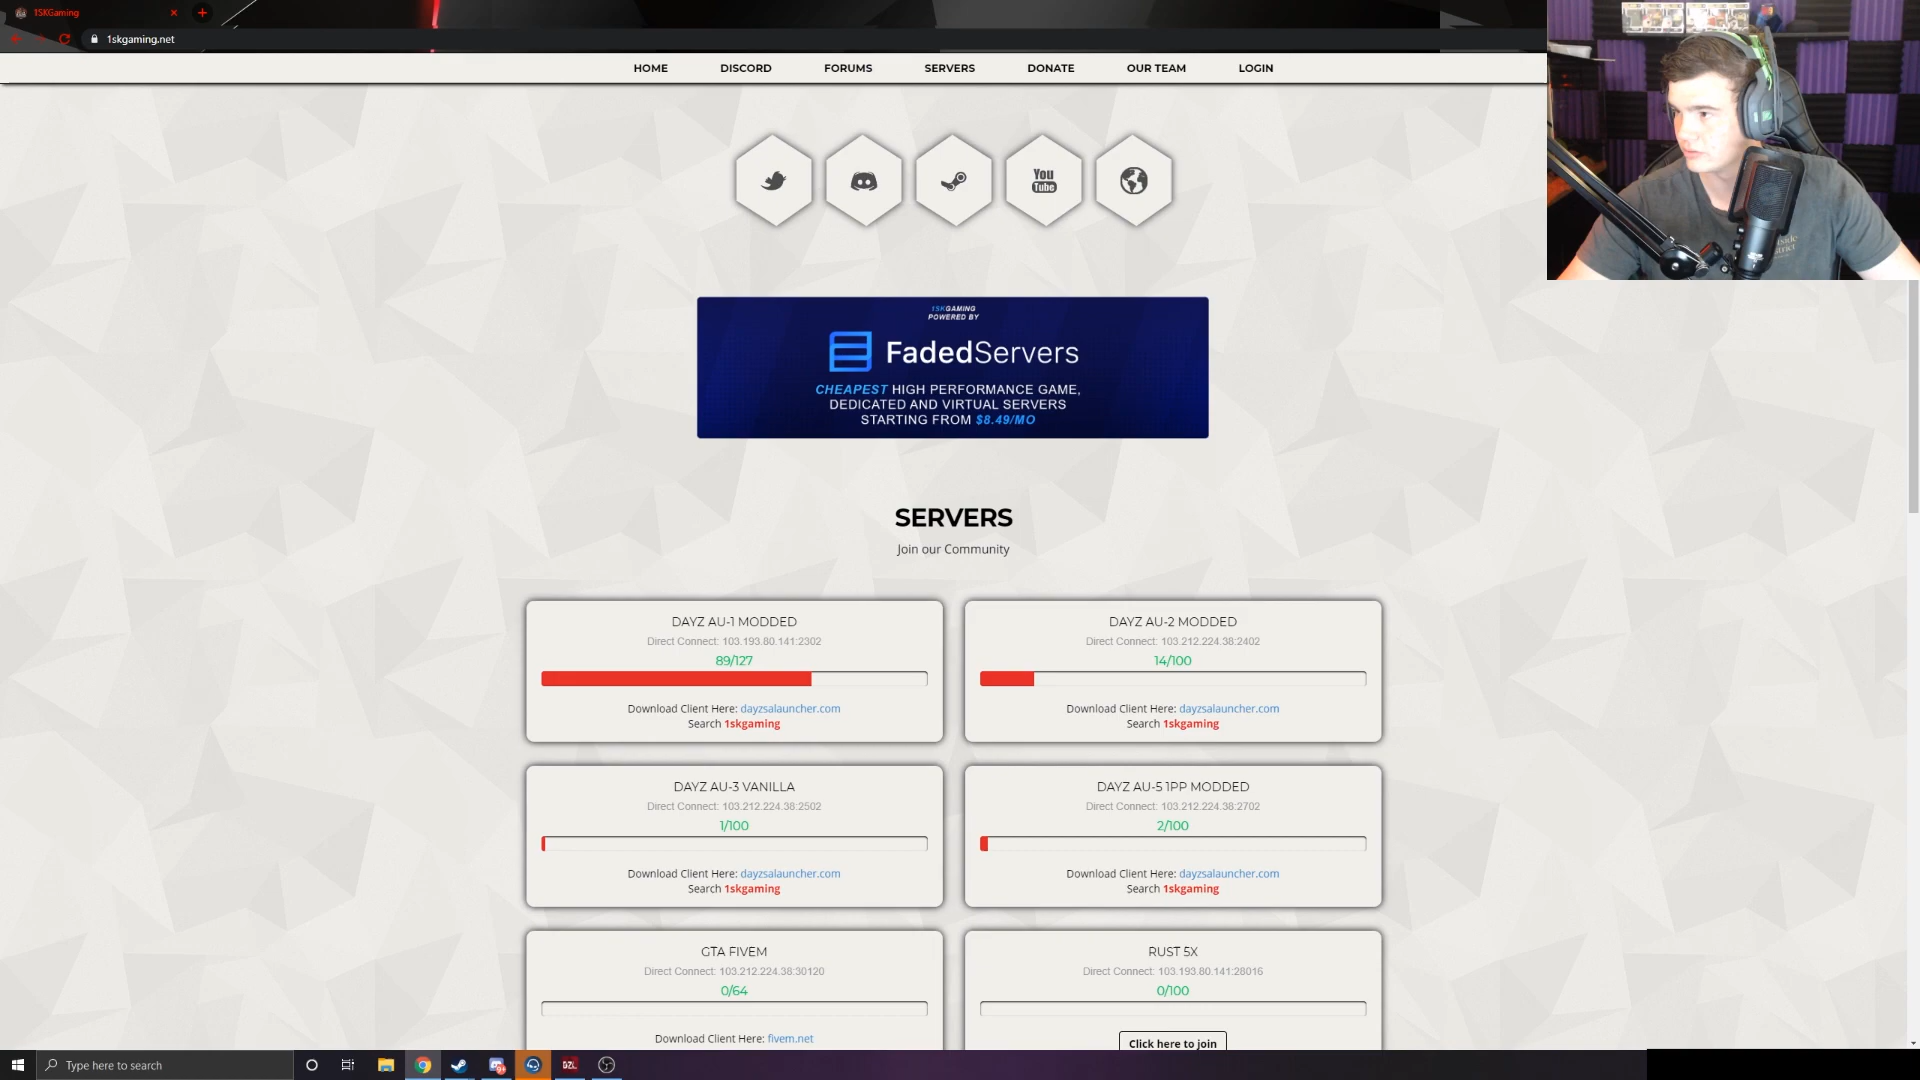 1SKGaming
1skgaming.net
HOME DISCORD FORUMS SERVERS DONATE OUR TEAM LOGIN
You
Tube
1SKGAMING
POWERED BY
FadedServers
CHEAPEST HIGH PERFORMANCE GAME,
DEDICATED AND VIRTUAL SERVERS
STARTING FROM $8.49/MO
SERVERS
Join our Community
DAYZ AU-1 MODDED
Direct Connect: 103.193.80.141:2302
89/127
Download Client Here: dayzsalauncher.com
Search 1skgaming
DAYZ AU-2 MODDED
Direct Connect: 103.212.224.38:2402
14/100
Download Client Here: dayzsalauncher.com
Search 1skgaming
DAYZ AU-3 VANILLA
Direct Connect: 103.212.224.38:2502
1/100
Download Client Here: dayzsalauncher.com
Search 1skgaming
DAYZ AU-5 1PP MODDED
Direct Connect: 103.212.224.38:2702
2/100
Download Client Here: dayzsalauncher.com
Search 1skgaming
GTA FIVEM
Direct Connect: 103.212.224.38:30120
0/64
Download Client Here: fivem.net
RUST 5X
Direct Connect: 103.193.80.141:28016
0/100
Click here to join
Type here to search
DZL